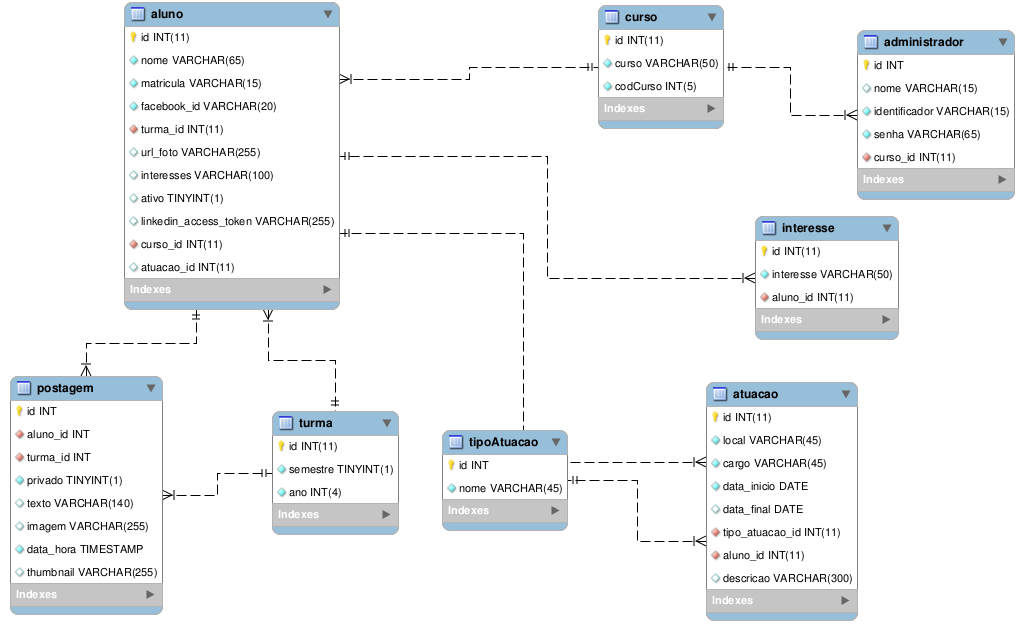 aluno
id INT(11)
nome VARCHAR(65)
matricula VARCHAR(15)
facebook_id VARCHAR(20)
turma_id INT(11)
url_foto VARCHAR(255)
interesses VARCHAR(100)
ativo TINYINT(1)
linkedin_access_token VARCHAR(255)
curso_id INT(11)
atuacao_id INT(11)
Indexes
curso
id INT(11)
curso VARCHAR(50)
codCurso INT(5)
Indexes
administrador
id INT
nome VARCHAR(15)
identificador VARCHAR(15)
senha VARCHAR(65)
curso_id INT(11)
Indexes
interesse
id INT(11)
interesse VARCHAR(50)
aluno_id INT(11)
Indexes
postagem
id INT
aluno_id INT
turma_id INT
privado TINYINT(1)
texto VARCHAR(140)
imagem VARCHAR(255)
data_hora TIMESTAMP
thumbnail VARCHAR(255)
Indexes
turma
id INT(11)
semestre TINYINT(1)
ano INT(4)
Indexes
tipoAtuacao
id INT
nome VARCHAR(45)
Indexes
atuacao
id INT(11)
local VARCHAR(45)
cargo VARCHAR(45)
data_inicio DATE
data_final DATE
tipo_atuacao_id INT(11)
aluno_id INT(11)
descricao VARCHAR(300)
Indexes